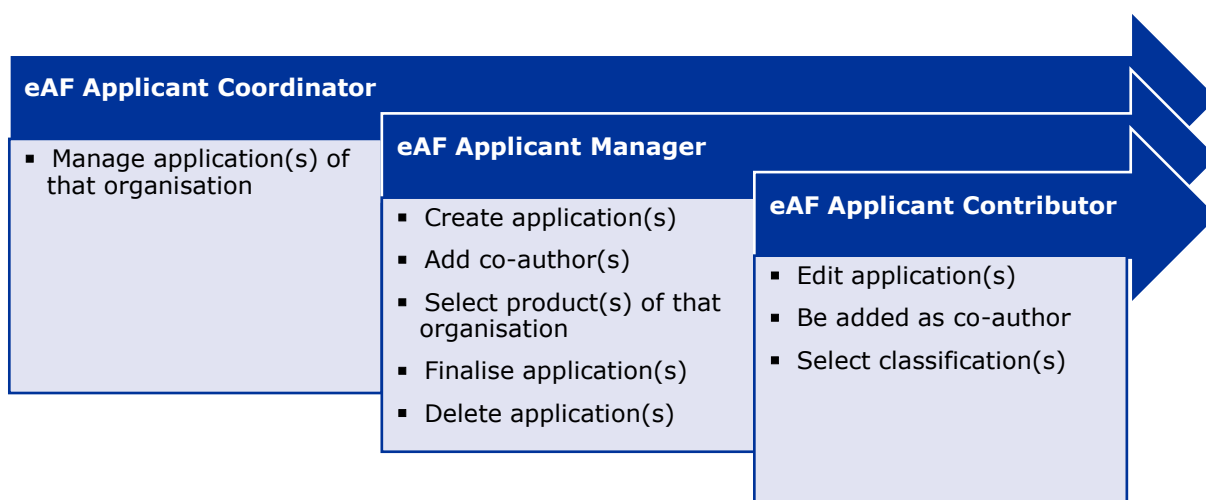 eAF Applicant Coordinator
▪ Manage application(s) of
that organisation
eAF Applicant Manager
▪ Create application(s)
▪ Add co-author(s)
▪ Select product(s) of that
organisation
▪ Finalise application(s)
▪ Delete application(s)
eAF Applicant Contributor
▪ Edit application(s)
▪ Be added as co-author
▪ Select classification(s)